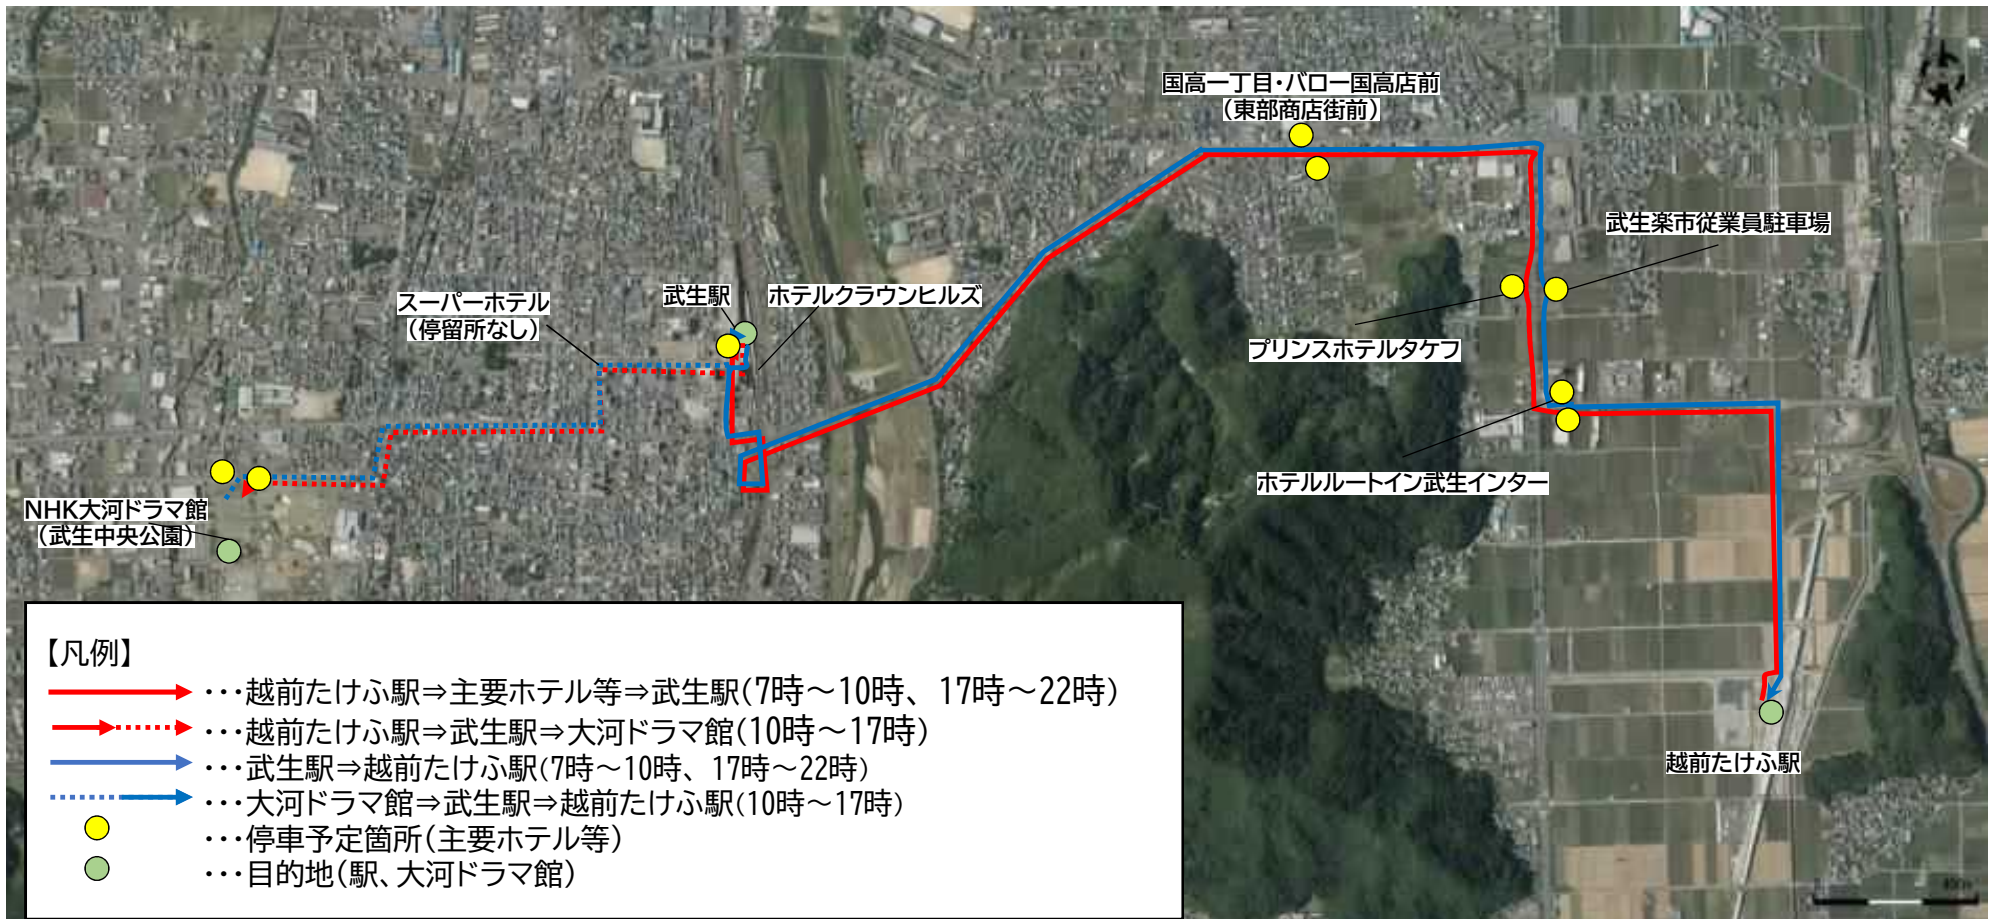 国高一丁目・バロー国高店前
（東部商店街前）
武生楽市従業員駐車場
スーパーホテル
（停留所なし）
武生駅
ホテルクラウンヒルズ
プリンスホテルタケフ
ホテルルートイン武生インター
NHK大河ドラマ館
（武生中央公園）
越前たけふ駅
【凡例】
･･･越前たけふ駅⇒主要ホテル等⇒武生駅(7時～10時、17時～22時)
･･･越前たけふ駅⇒武生駅⇒大河ドラマ館(10時～17時)
･･･武生駅⇒越前たけふ駅(7時～10時、17時～22時)
･･･大河ドラマ館⇒武生駅⇒越前たけふ駅(10時～17時)
･･･停車予定箇所(主要ホテル等)
･･･目的地(駅、大河ドラマ館)